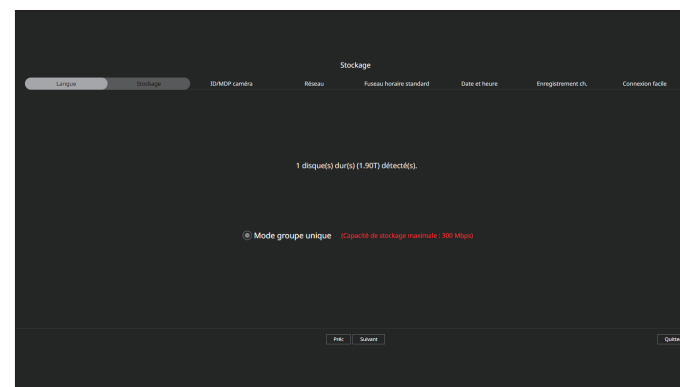 Stockage
Langue Stockage ID/MDP caméra Réseau Fuseau horaire standard Date et heure Enregistrement ch. Connexion facile
1 disque(s) dur(s) (1.90T) détecté(s).
Mode groupe unique (Capacité de stockage maximale : 300 Mbps)
Préc Suivant Quitte